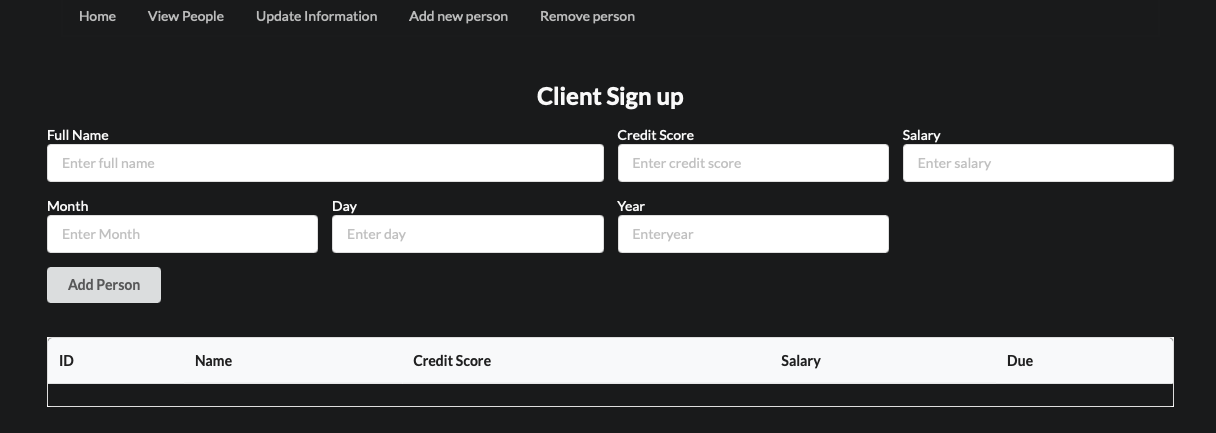 Home View People Update Information Add new person Remove person
Client Sign up
Full Name Credit Score Salary
Enter full name Enter credit score Enter salary
Month Day Year
Enter Month Enter day Enteryear
Add Person
ID Name Credit Score Salary Due